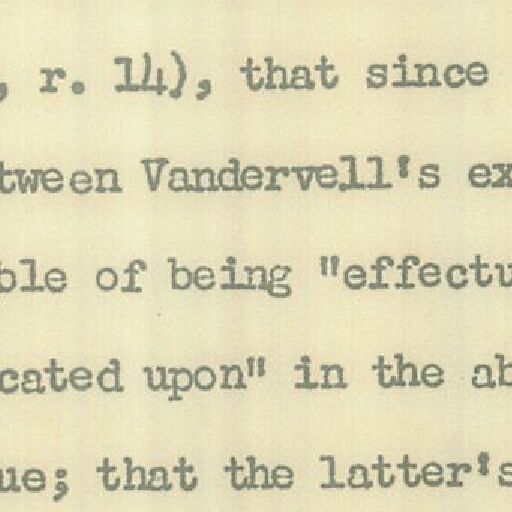 , r. 14), that since
tween Vandervell's ex
ble of being "effectu
cated upon" in the ab
ue; that the latter's